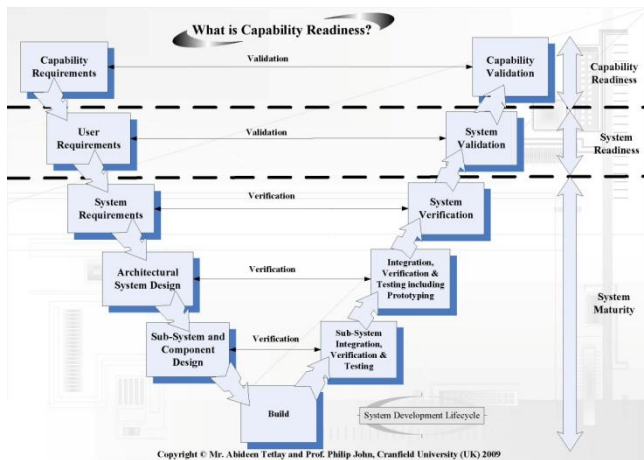 What is Capability Readiness?
Capability
Requirements
Validation
Capability
Validation
Capability
Readiness
User
Requirements
Validation
System
Validation
System
Readiness
System
Requirements
Verification
System
Verification
Architectural
System Design
Verification
Integration,
Verification &
Testing including
Prototyping
System
Maturity
Sub-System and
Component
Design
Verification
Sub-System
Integration,
Verification &
Testing
Build
System Development Lifecycle
Copyright © Mr. Abideen Tetlay and Prof. Philip John, Cranfield University (UK) 2009